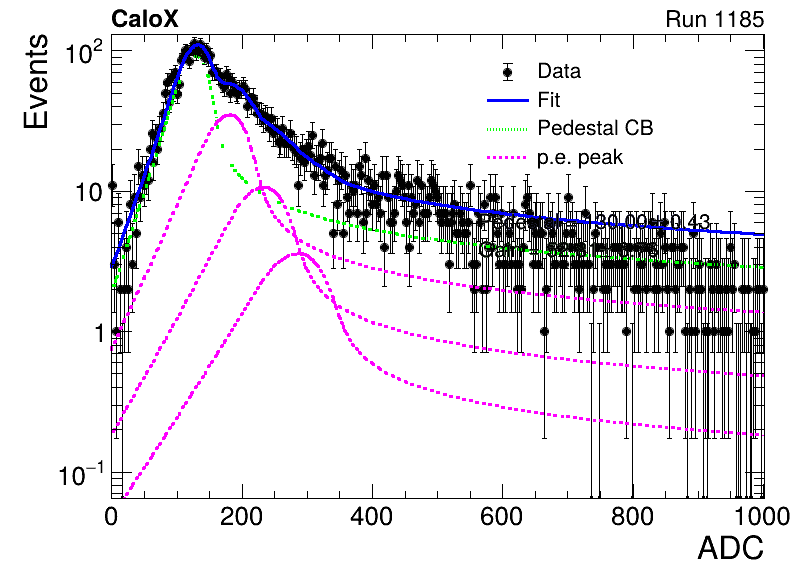 CaloX Run 1185
Events
10²
10
1
10⁻¹
Data
Fit
Pedestal CB
p.e. peak
0 200 400 600 800 1000
ADC